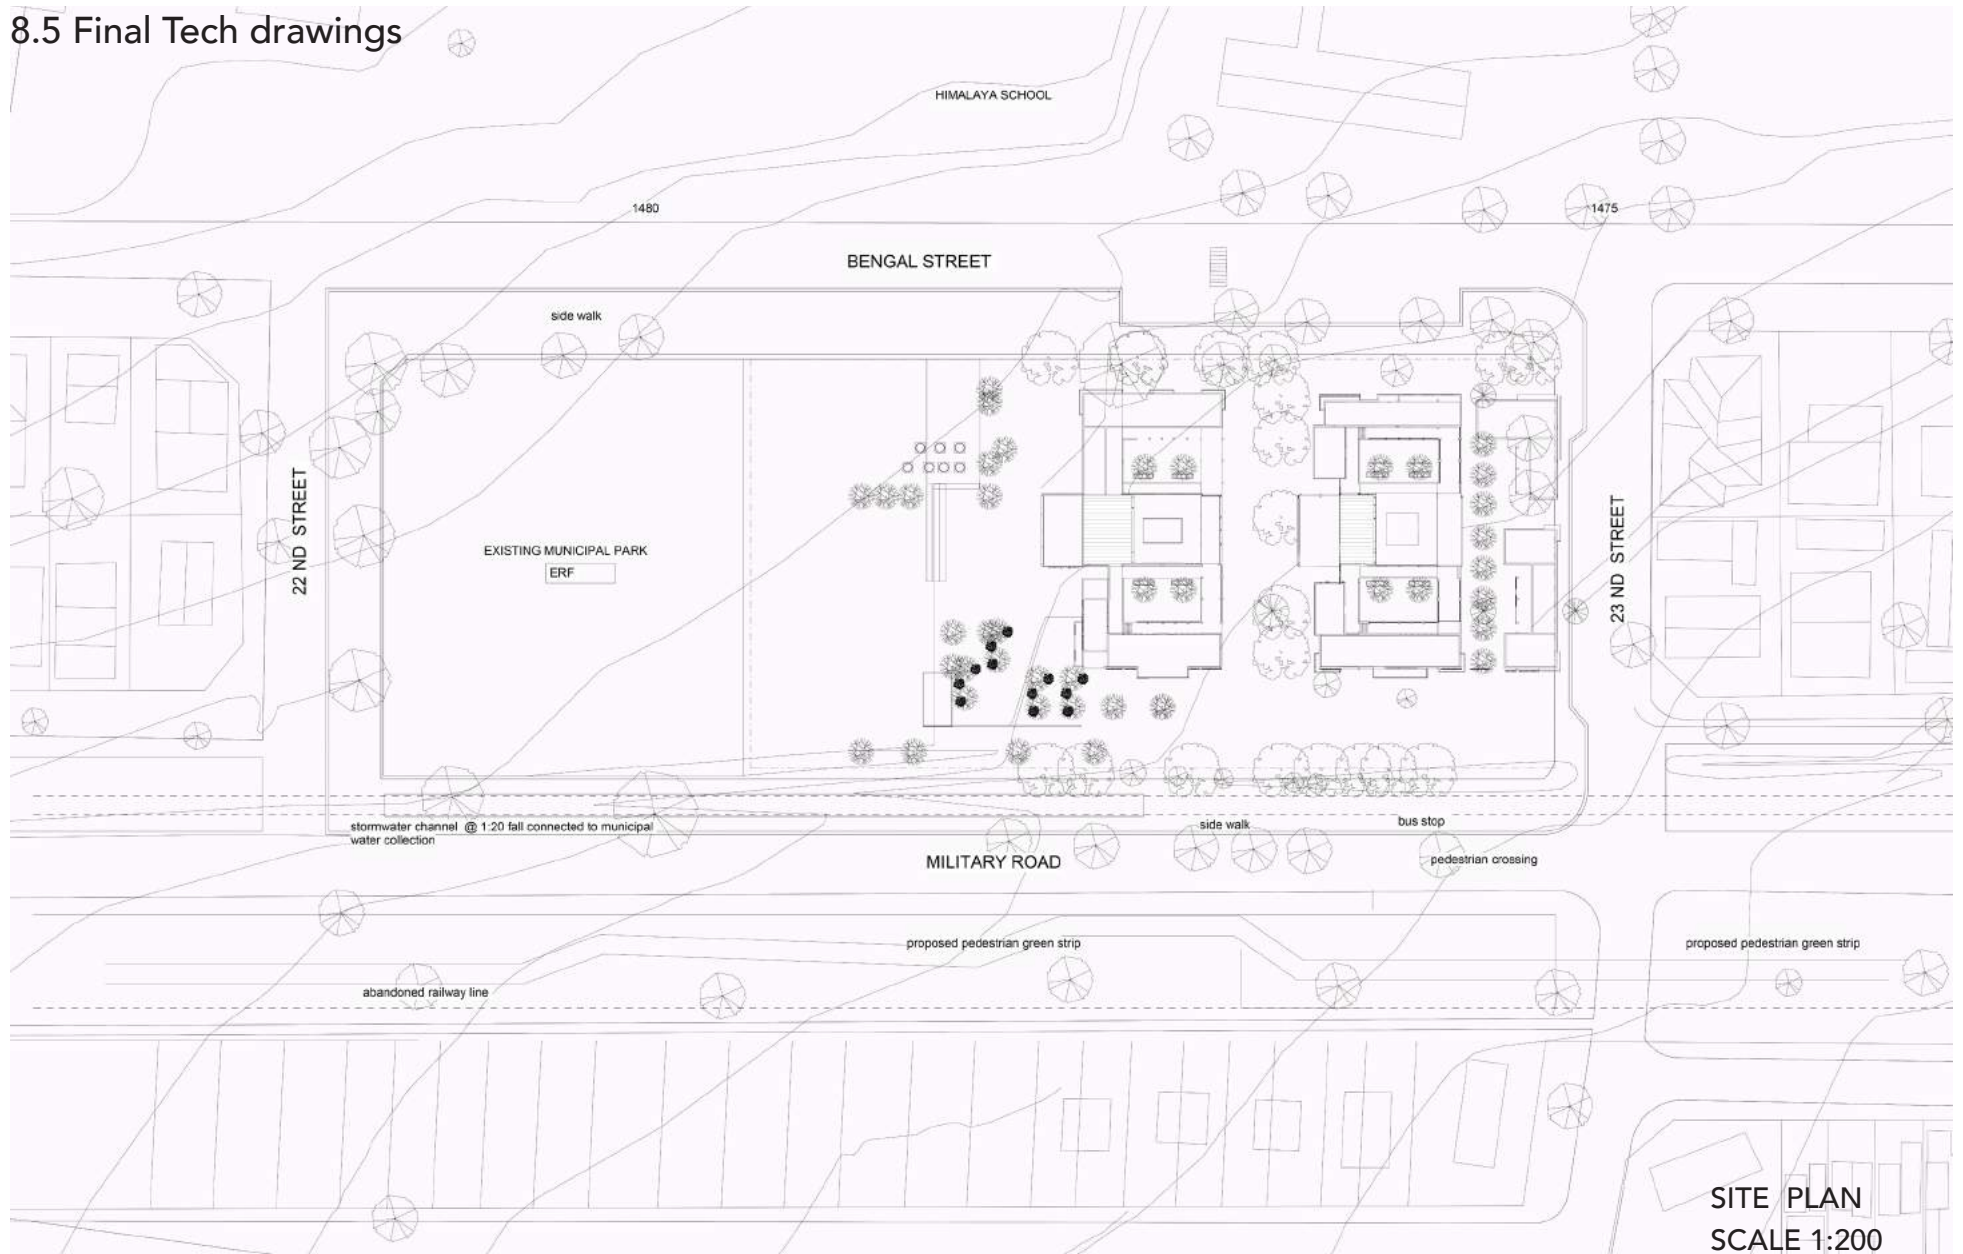 8.5 Final Tech drawings
HIMALAYA SCHOOL
1480
1475
BENGAL STREET
side walk
22 ND STREET
EXISTING MUNICIPAL PARK
ERF
23 ND STREET
stormwater channel @ 1:20 fall connected to municipal
water collection
side walk
bus stop
MILITARY ROAD
pedestrian crossing
proposed pedestrian green strip
proposed pedestrian green strip
abandoned railway line
SITE PLAN
SCALE 1:200